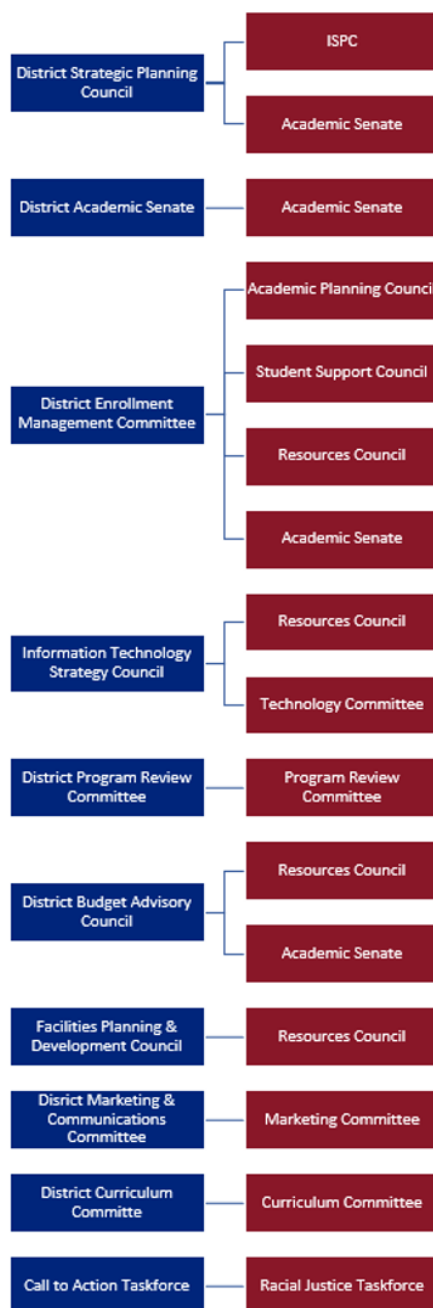 ISPC
District Strategic Planning
Council
Academic Senate
District Academic Senate
Academic Senate
Academic Planning Council
Student Support Council
District Enrollment
Management Committee
Resources Council
Academic Senate
Resources Council
Information Technology
Strategy Council
Technology Committee
District Program Review
Committee
Program Review
Committee
Resources Council
District Budget Advisory
Council
Academic Senate
Facilities Planning &
Development Council
Resources Council
Disrict Marketing &
Communications
Committee
Marketing Committee
District Curriculum
Committe
Curriculum Committee
Call to Action Taskforce
Racial Justice Taskforce